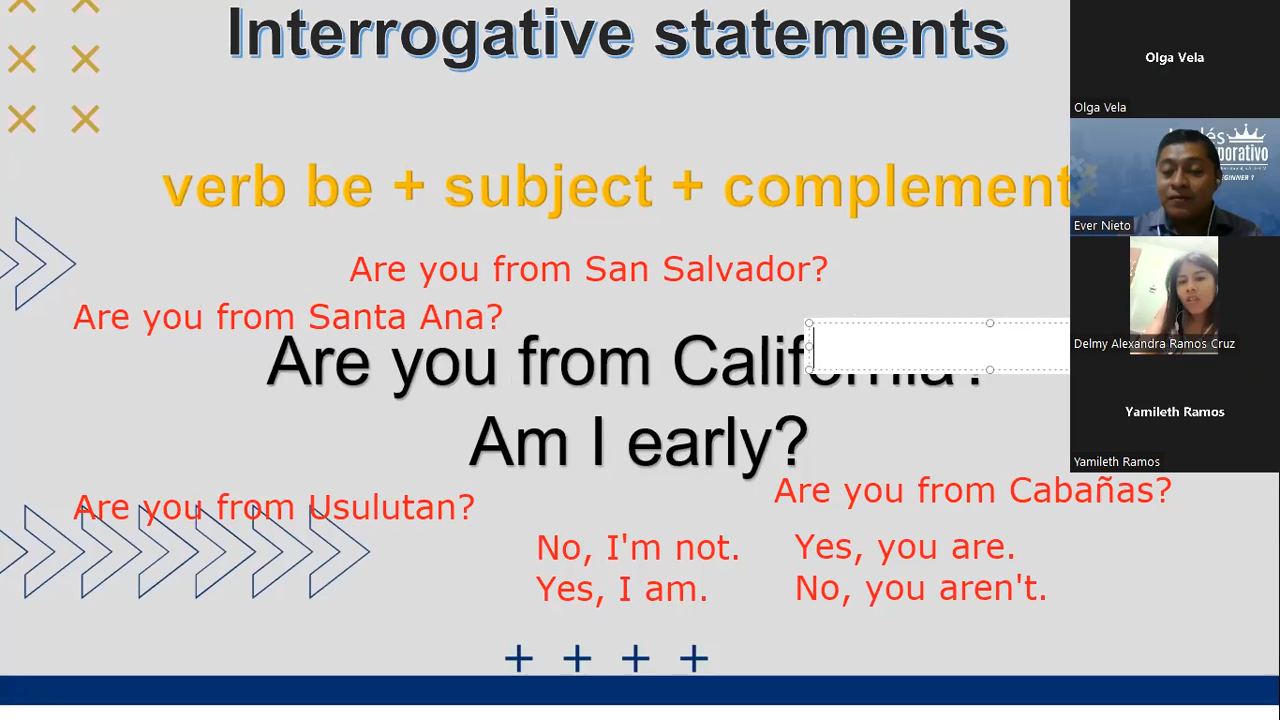 Interrogative statements
verb be + subject + complement
Are you from San Salvador?
Are you from Santa Ana?
Are you from California?
Am I early?
Are you from Usulutan?
Are you from Cabañas?
No, I'm not.
Yes, I am.
Yes, you are.
No, you aren't.
Olga Vela
Olga Vela
Ever Nieto
Delmy Alexandra Ramos Cruz
Yamileth Ramos
Yamileth Ramos